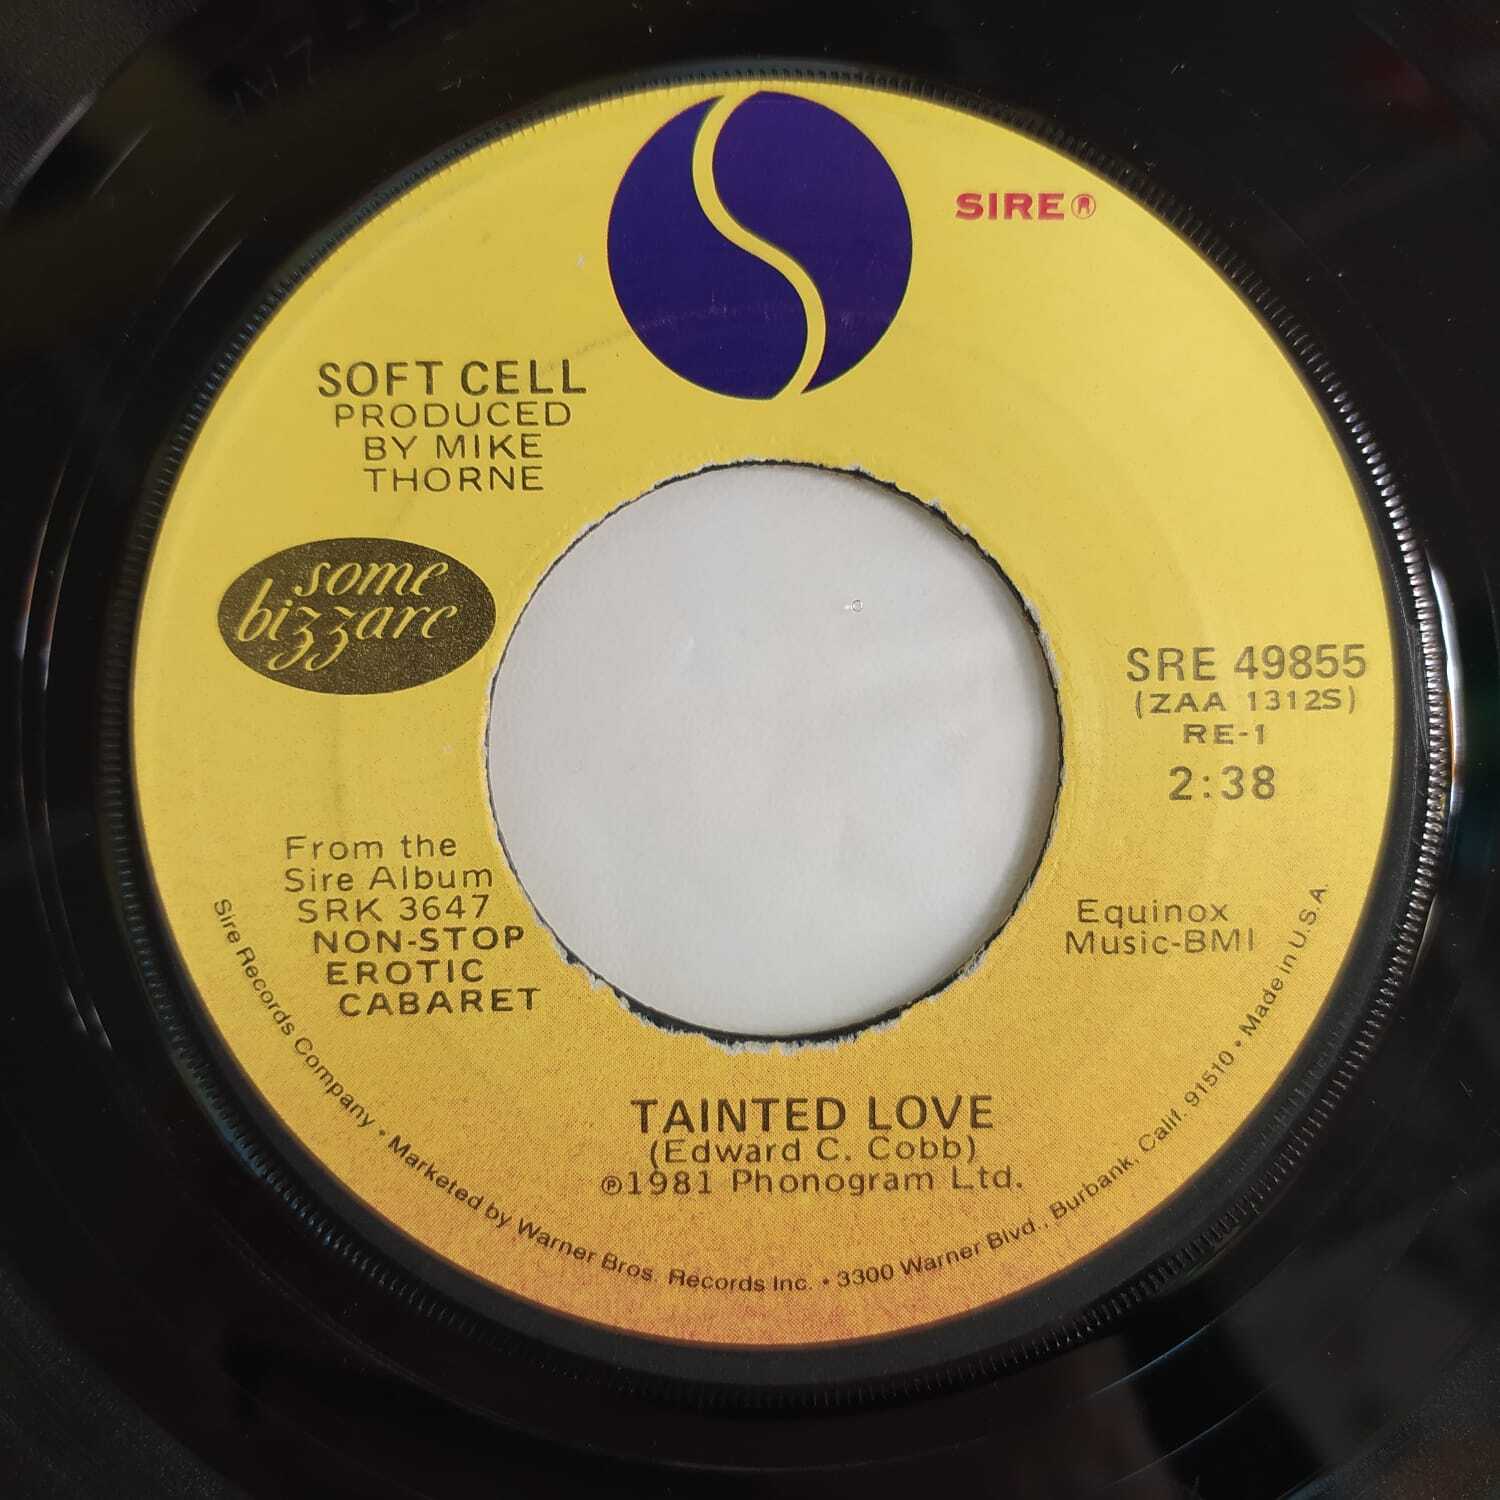 SIRE®
SOFT CELL
PRODUCED
BY MIKE
THORNE
some
bizzare
SRE 49855
(ZAA 1312S)
RE-1
2:38
From the
Sire Album
SRK 3647
NON-STOP
EROTIC
CABARET
Equinox
Music-BMI
TAINTED LOVE
(Edward C. Cobb)
℗1981 Phonogram Ltd.
Sire Records Company • Marketed by Warner Bros. Records Inc. • 3300 Warner Blvd., Burbank, Calif. 91510 • Made in U.S.A.